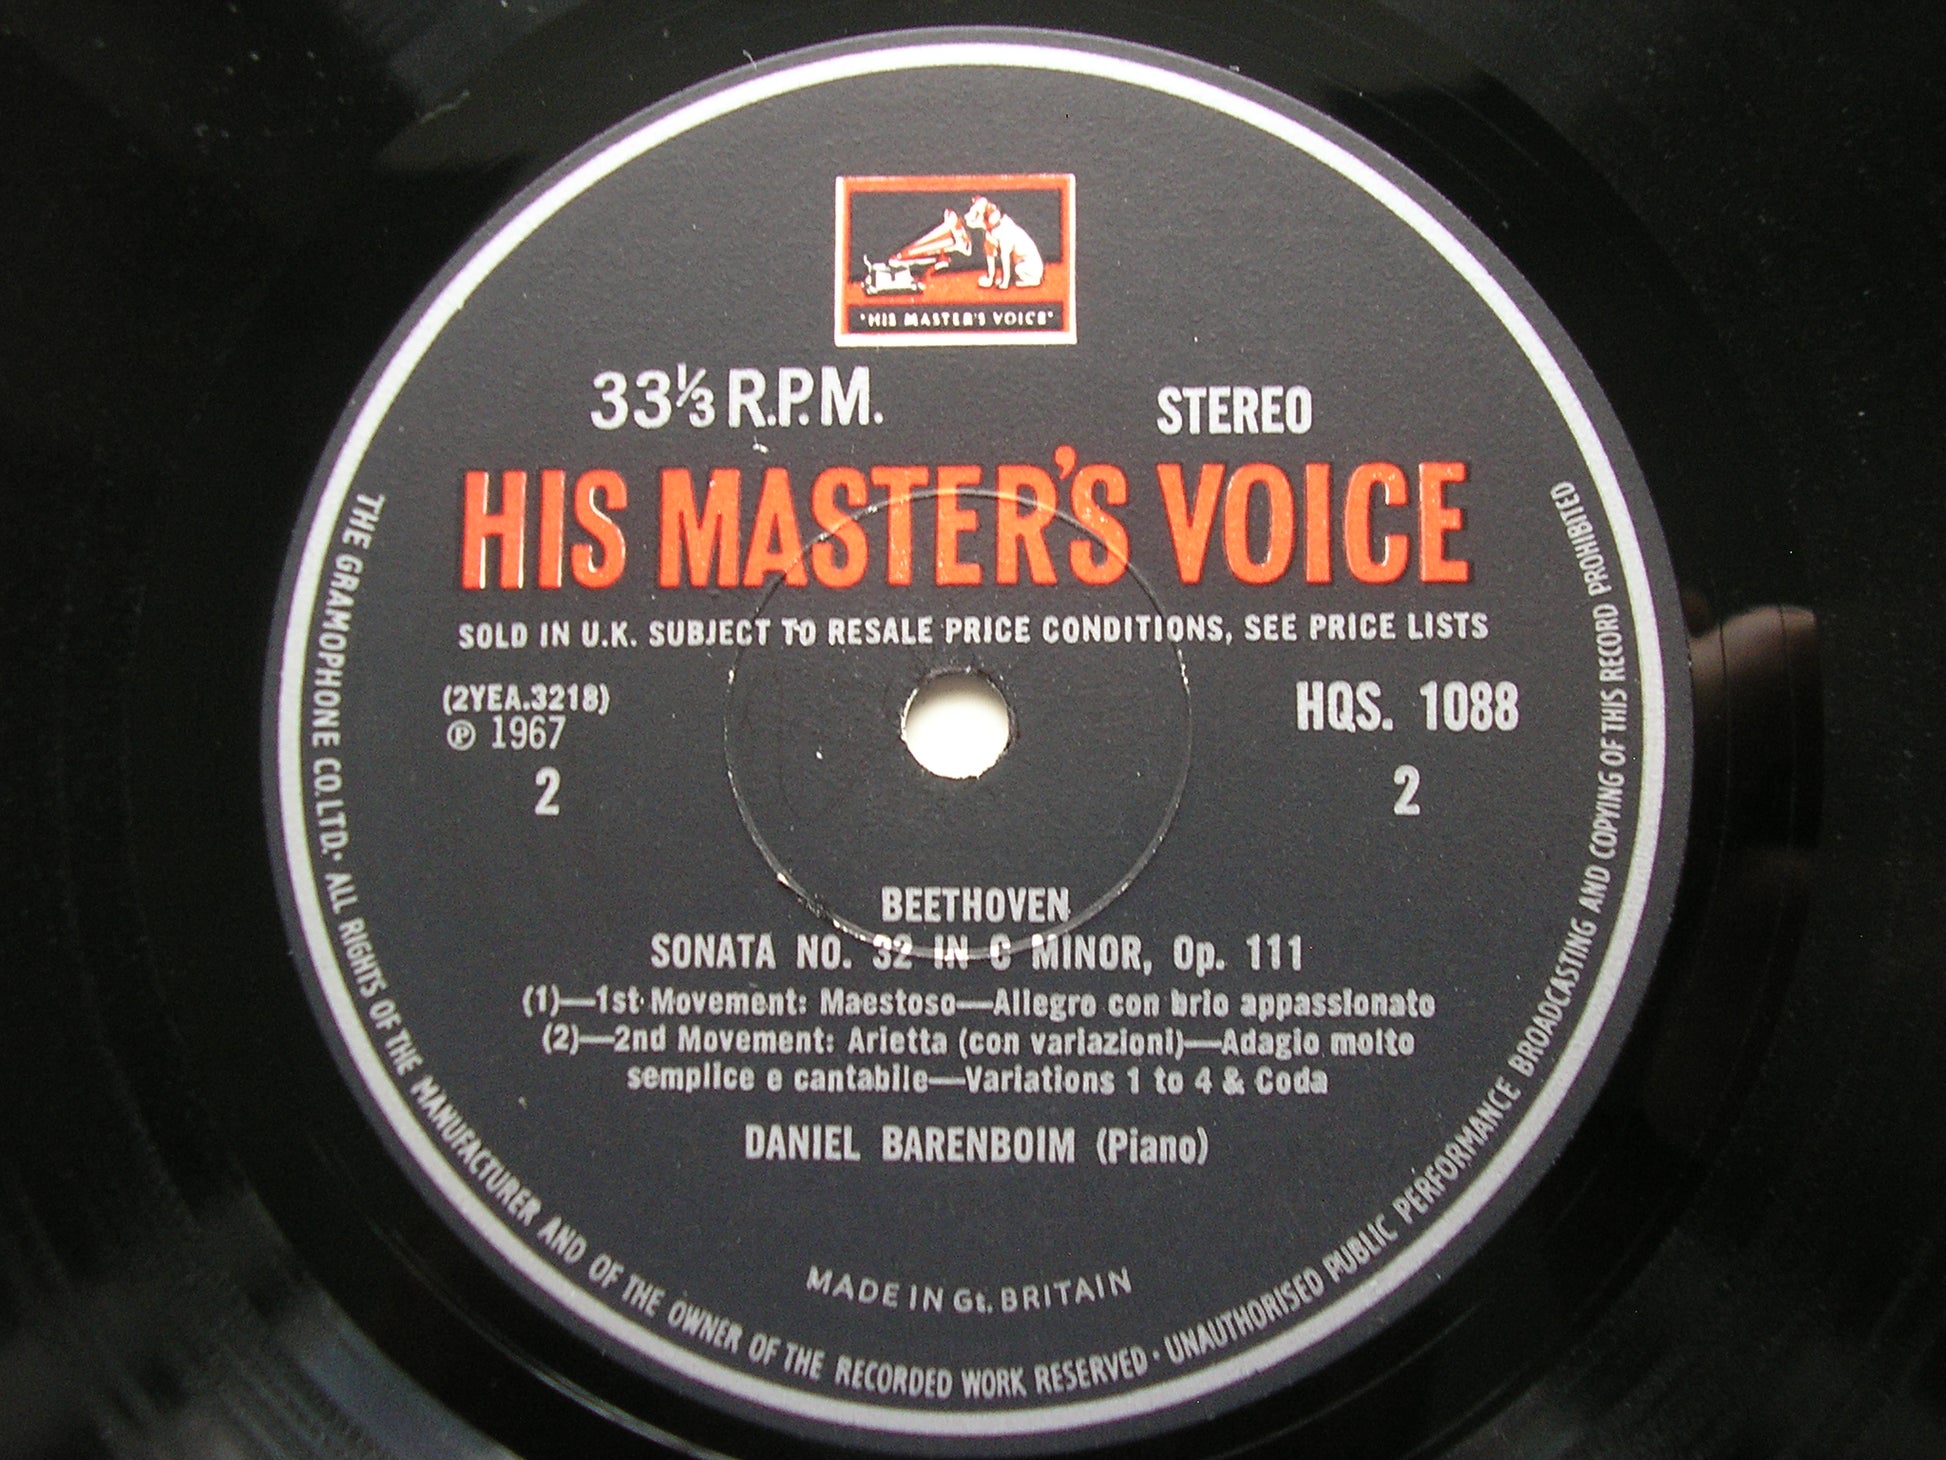 "HIS MASTER'S VOICE"
33⅓ R.P.M.
STEREO
HIS MASTER'S VOICE
SOLD IN U.K. SUBJECT TO RESALE PRICE CONDITIONS, SEE PRICE LISTS
(2YEA.3218)
HQS. 1088
℗ 1967
2
2
BEETHOVEN
SONATA NO. 32 IN C MINOR, Op. 111
(1)—1st Movement: Maestoso—Allegro con brio appassionato
(2)—2nd Movement: Arietta (con variazioni)—Adagio molto
semplice e cantabile—Variations 1 to 4 & Coda
DANIEL BARENBOIM (Piano)
MADE IN Gt. BRITAIN
THE GRAMOPHONE CO. LTD. · ALL RIGHTS OF THE MANUFACTURER AND OF THE OWNER OF THE RECORDED WORK RESERVED · UNAUTHORISED PUBLIC PERFORMANCE BROADCASTING AND COPYING OF THIS RECORD PROHIBITED